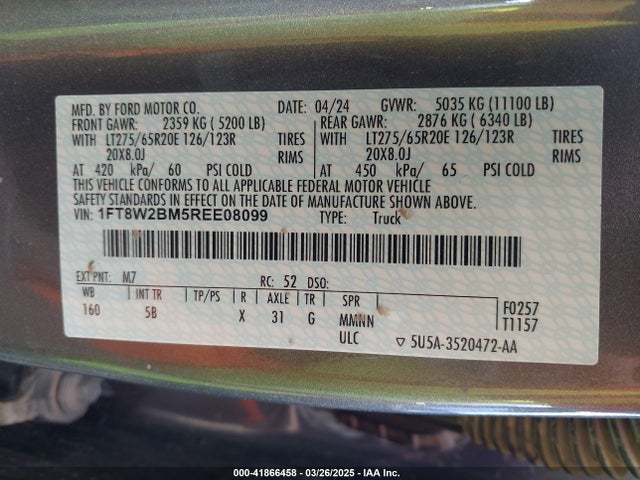 MFD. BY FORD MOTOR CO. DATE: 04/24 GVWR: 5035 KG (11100 LB)
FRONT GAWR: 2359 KG ( 5200 LB) REAR GAWR: 2876 KG ( 6340 LB)
WITH LT275/65R20E 126/123R TIRES WITH LT275/65R20E 126/123R TIRES
20X8.0J RIMS 20X8.0J RIMS
AT 420 kPa/ 60 PSI COLD AT 450 kPa/ 65 PSI COLD
THIS VEHICLE CONFORMS TO ALL APPLICABLE FEDERAL MOTOR VEHICLE
SAFETY STANDARDS IN EFFECT ON THE DATE OF MANUFACTURE SHOWN ABOVE.
VIN: 1FT8W2BM5REE08099 TYPE: Truck
EXT PNT: M7 RC: 52 DSO:
WB INT TR TP/PS R AXLE TR SPR F0257
160 5B X 31 G MMNN T1157
ULC ▽ 5U5A-3520472-AA
000-41866458 - 03/26/2025 - IAA Inc.